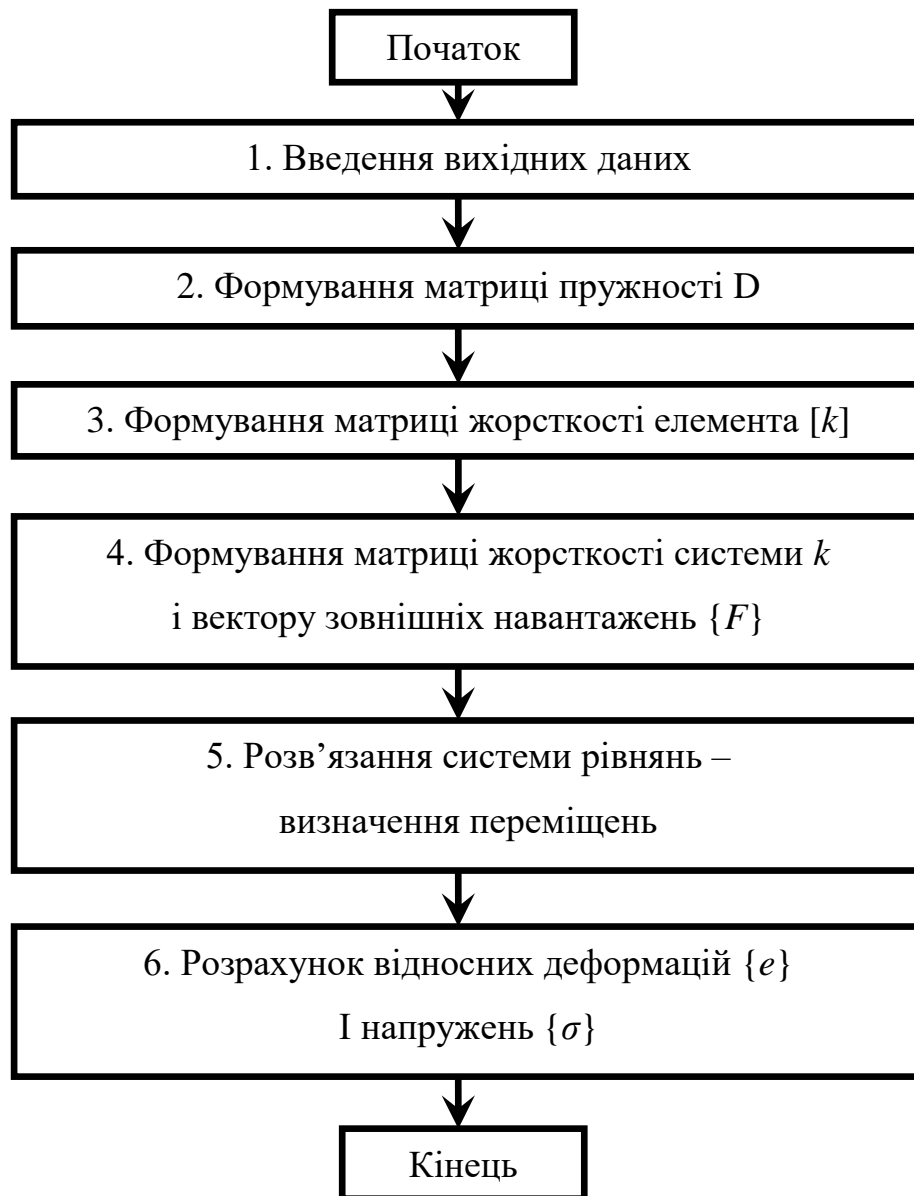 Початок
1. Введення вихідних даних
2. Формування матриці пружності D
3. Формування матриці жорсткості елемента [k]
4. Формування матриці жорсткості системи k
і вектору зовнішніх навантажень {F}
5. Розв’язання системи рівнянь –
визначення переміщень
6. Розрахунок відносних деформацій {e}
І напружень {σ}
Кінець